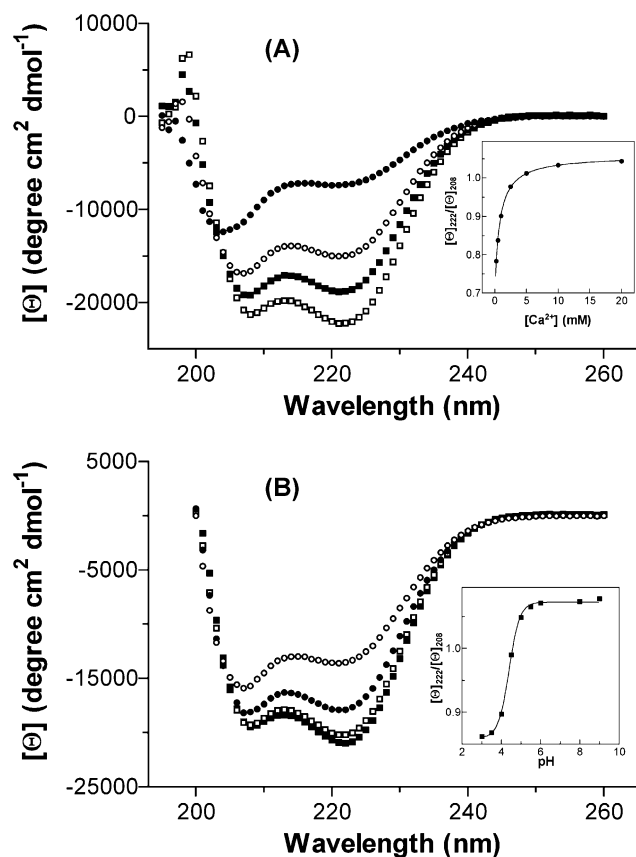 (A)
10000
0
-10000
-20000
[Θ] (degree cm² dmol⁻¹)
200 220 240 260
Wavelength (nm)
1.0
0.9
0.8
0.7
[Θ]₂₂₂/[Θ]₂₀₈
0 5 10 15 20
[Ca²⁺] (mM)
(B)
5000
-5000
-15000
-25000
[Θ] (degree cm² dmol⁻¹)
200 220 240 260
Wavelength (nm)
1.0
0.9
[Θ]₂₂₂/[Θ]₂₀₈
2 4 6 8 10
pH